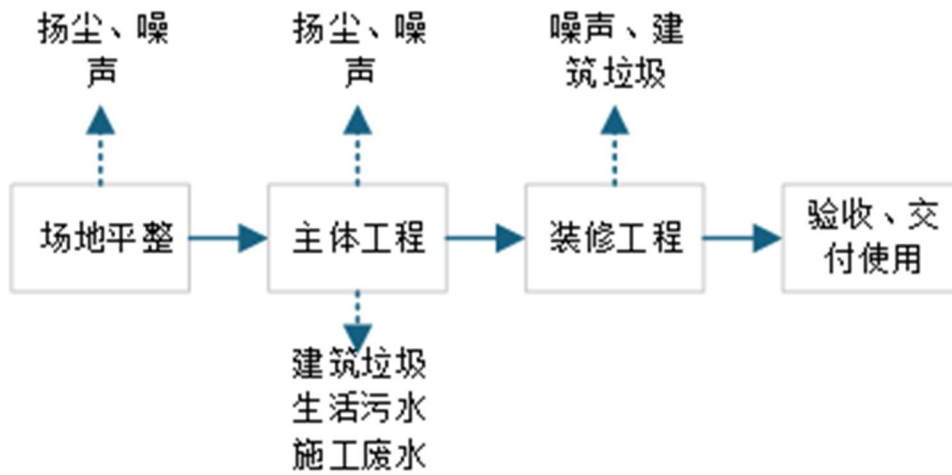 扬尘、噪
声
扬尘、噪
声
噪声、建
筑垃圾
场地平整
主体工程
装修工程
验收、交
付使用
建筑垃圾
生活污水
施工废水